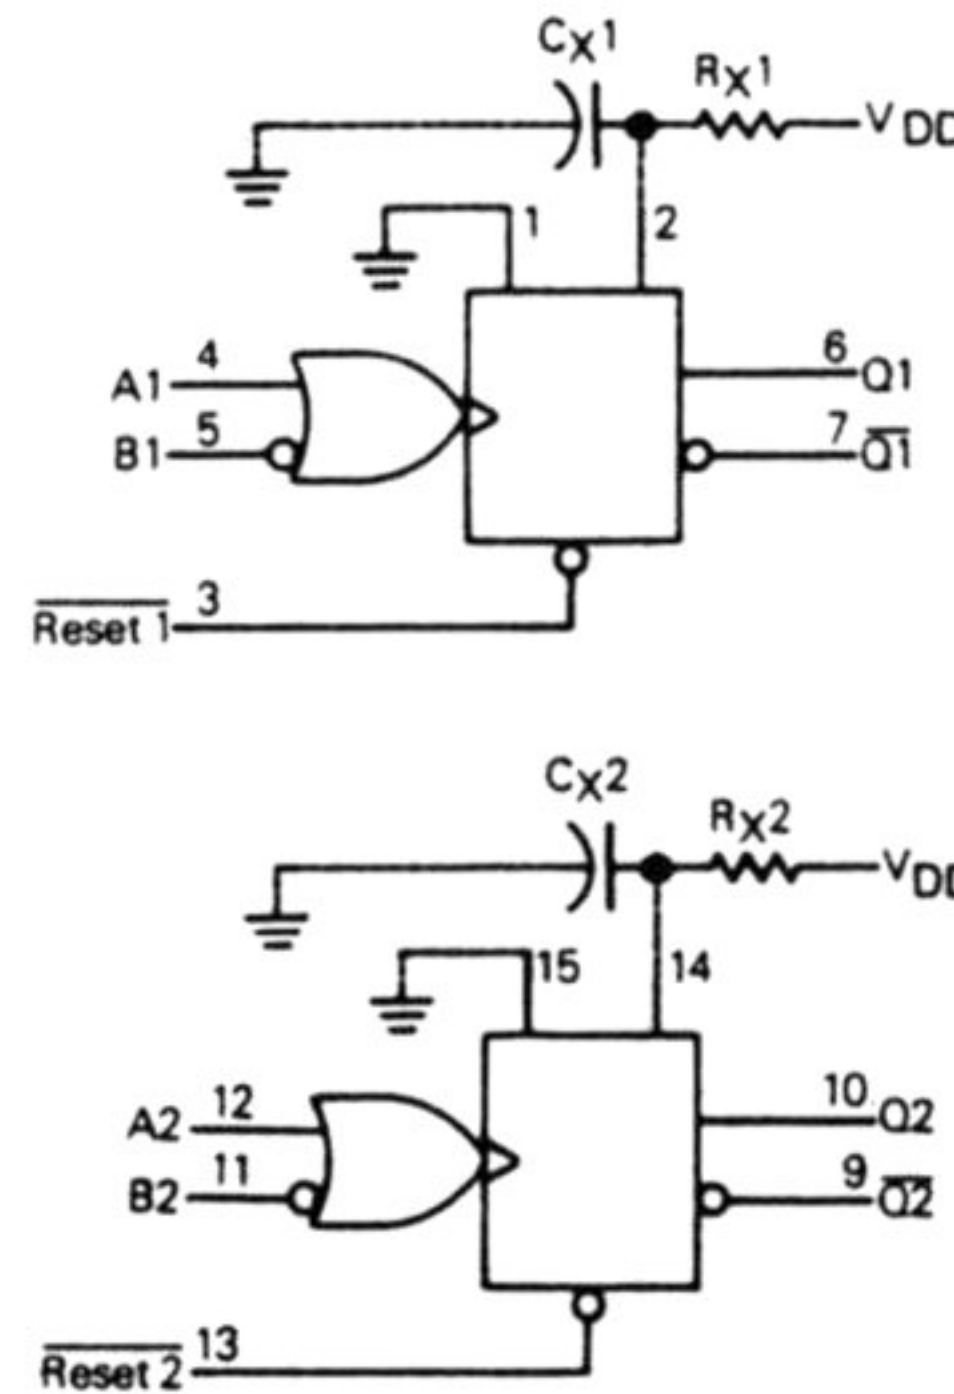 CX1
RX1
VDD
1
2
A1 4
B1 5
6 Q1
7 Q1
Reset 1 3
CX2
RX2
VDD
15
14
A2 12
B2 11
10 Q2
9 Q2
Reset 2 13